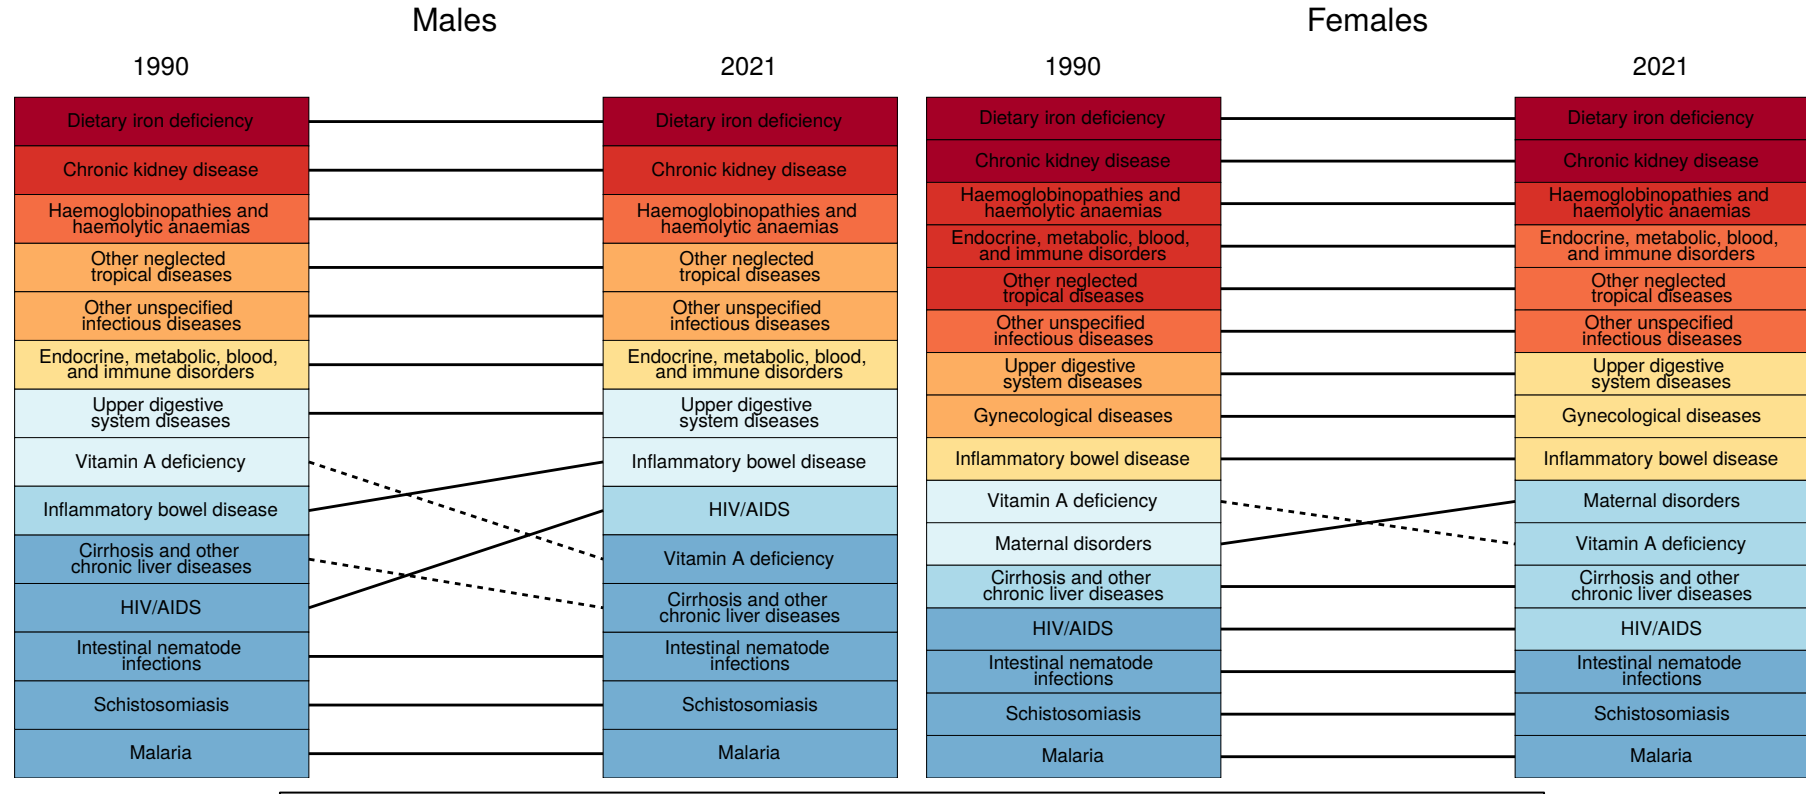 Males
1990
2021
Dietary iron deficiency
Chronic kidney disease
Haemoglobinopathies and
haemolytic anaemias
Other neglected
tropical diseases
Other unspecified
infectious diseases
Endocrine, metabolic, blood,
and immune disorders
Upper digestive
system diseases
Vitamin A deficiency
Inflammatory bowel disease
Cirrhosis and other
chronic liver diseases
HIV/AIDS
Intestinal nematode
infections
Schistosomiasis
Malaria
Dietary iron deficiency
Chronic kidney disease
Haemoglobinopathies and
haemolytic anaemias
Other neglected
tropical diseases
Other unspecified
infectious diseases
Endocrine, metabolic, blood,
and immune disorders
Upper digestive
system diseases
Inflammatory bowel disease
HIV/AIDS
Vitamin A deficiency
Cirrhosis and other
chronic liver diseases
Intestinal nematode
infections
Schistosomiasis
Malaria
Females
1990
2021
Dietary iron deficiency
Chronic kidney disease
Haemoglobinopathies and
haemolytic anaemias
Endocrine, metabolic, blood,
and immune disorders
Other neglected
tropical diseases
Other unspecified
infectious diseases
Upper digestive
system diseases
Gynecological diseases
Inflammatory bowel disease
Vitamin A deficiency
Maternal disorders
Cirrhosis and other
chronic liver diseases
HIV/AIDS
Intestinal nematode
infections
Schistosomiasis
Malaria
Dietary iron deficiency
Chronic kidney disease
Haemoglobinopathies and
haemolytic anaemias
Endocrine, metabolic, blood,
and immune disorders
Other neglected
tropical diseases
Other unspecified
infectious diseases
Upper digestive
system diseases
Gynecological diseases
Inflammatory bowel disease
Maternal disorders
Vitamin A deficiency
Cirrhosis and other
chronic liver diseases
HIV/AIDS
Intestinal nematode
infections
Schistosomiasis
Malaria